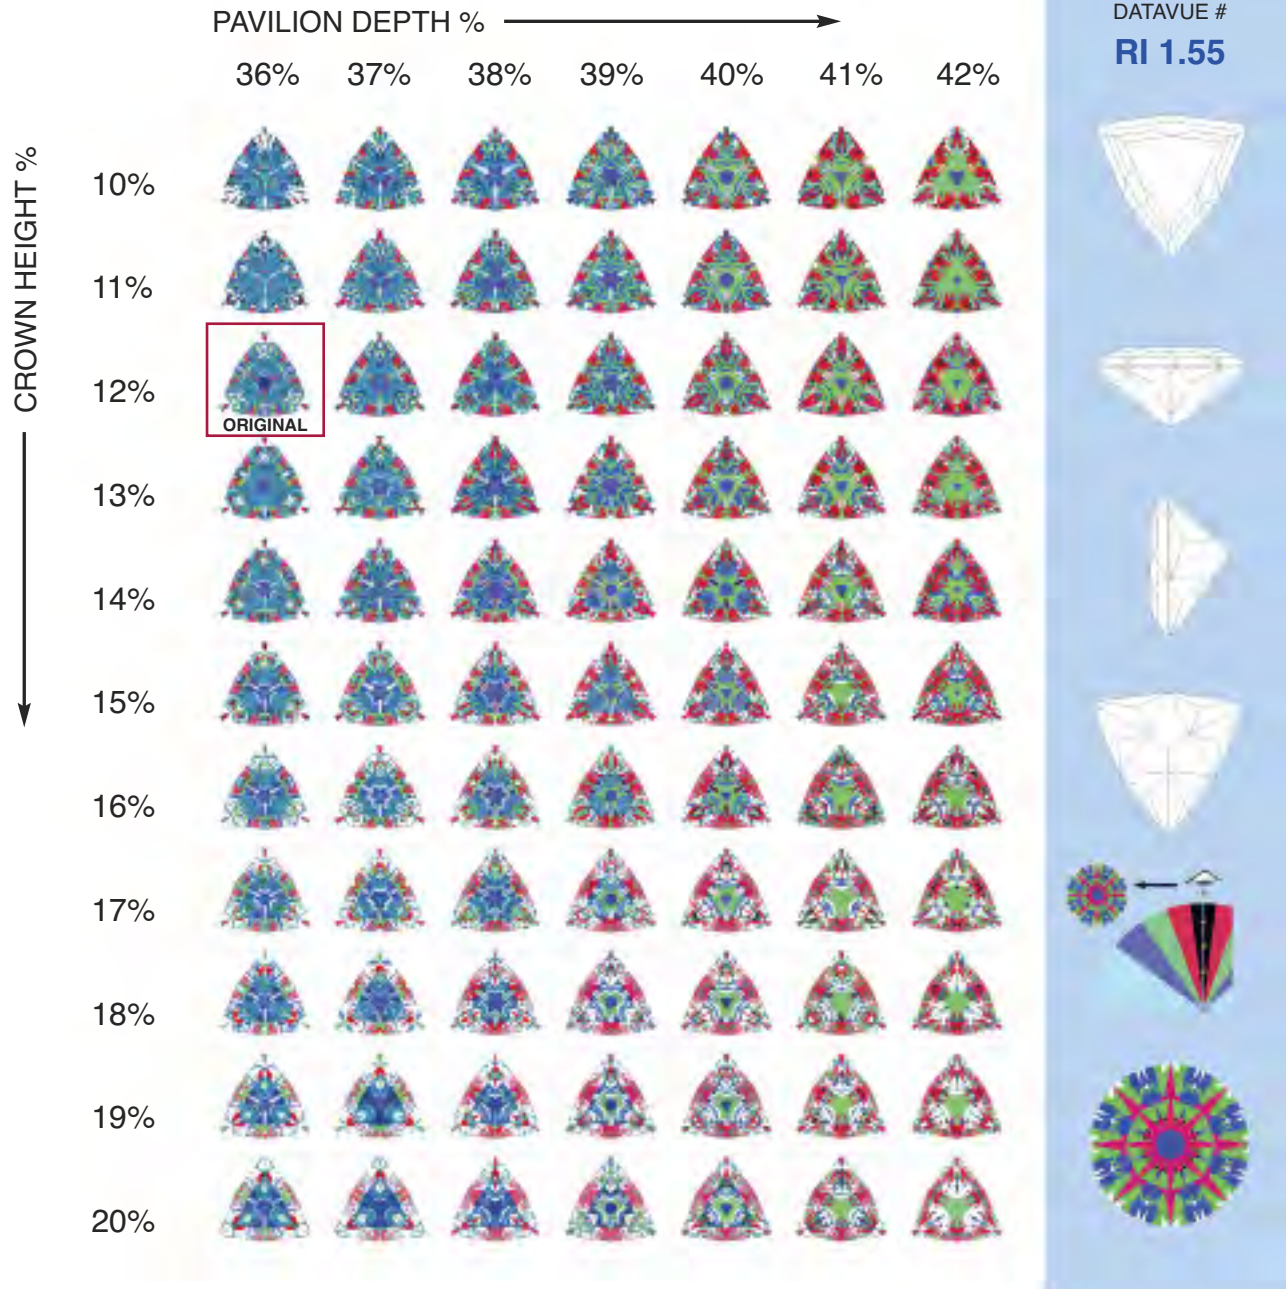 PAVILION DEPTH %
36% 37% 38% 39% 40% 41% 42%
CROWN HEIGHT %
10%
11%
12%
ORIGINAL
13%
14%
15%
16%
17%
18%
19%
20%
DATAVUE #
RI 1.55